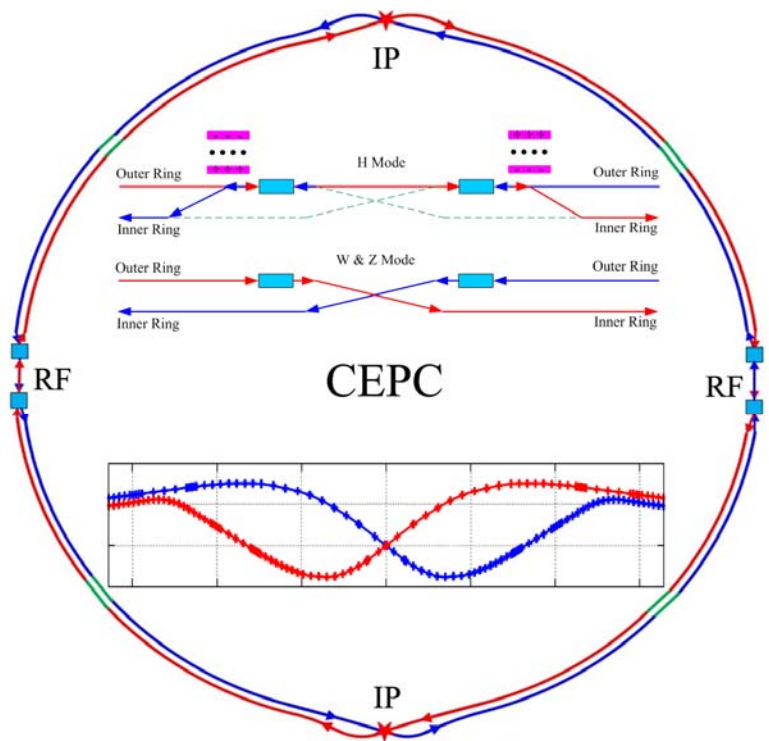 IP
H Mode
Outer Ring
Outer Ring
Inner Ring
Inner Ring
W & Z Mode
Outer Ring
Outer Ring
Inner Ring
Inner Ring
RF
CEPC
RF
IP